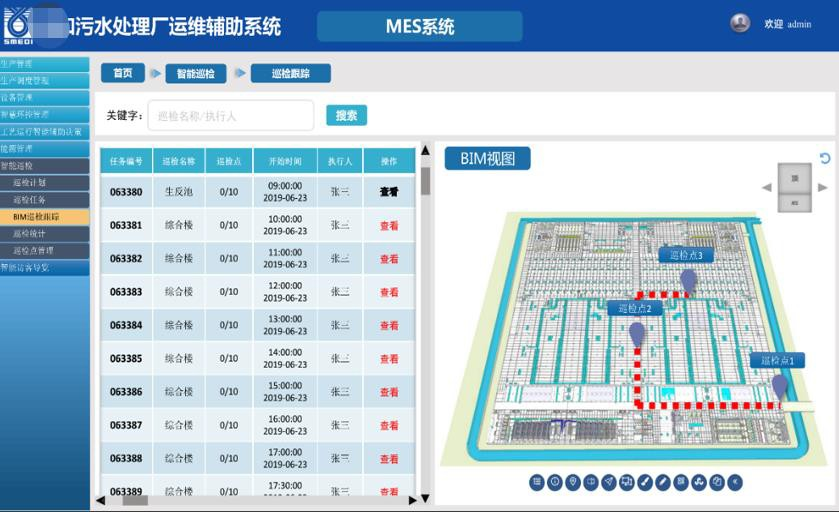 SMEDI
污水处理厂运维辅助系统
MES系统
欢迎 admin
生产管理
生产调度管理
设备管理
智慧环控管理
工艺运行智能辅助决策
能源管理
智能巡检
巡检计划
巡检任务
BIM巡检跟踪
巡检统计
巡检点管理
智能访客导览
首页
智能巡检
巡检跟踪
关键字:
巡检名称/执行人
搜索
任务编号 巡检名称 巡检点 开始时间 执行人 操作
063380 生反池 0/10 09:00:00 2019-06-23 张三 查看
063381 综合楼 0/10 10:00:00 2019-06-23 张三 查看
063382 综合楼 0/10 11:00:00 2019-06-23 张三 查看
063383 综合楼 0/10 12:00:00 2019-06-23 张三 查看
063384 综合楼 0/10 13:00:00 2019-06-23 张三 查看
063385 综合楼 0/10 14:00:00 2019-06-23 张三 查看
063386 综合楼 0/10 15:00:00 2019-06-23 张三 查看
063387 综合楼 0/10 16:00:00 2019-06-23 张三 查看
063388 综合楼 0/10 17:00:00 2019-06-23 张三 查看
063389 综合楼 0/10 17:30:00 张三 查看
BIM视图
顶
巡检点3
巡检点2
巡检点1